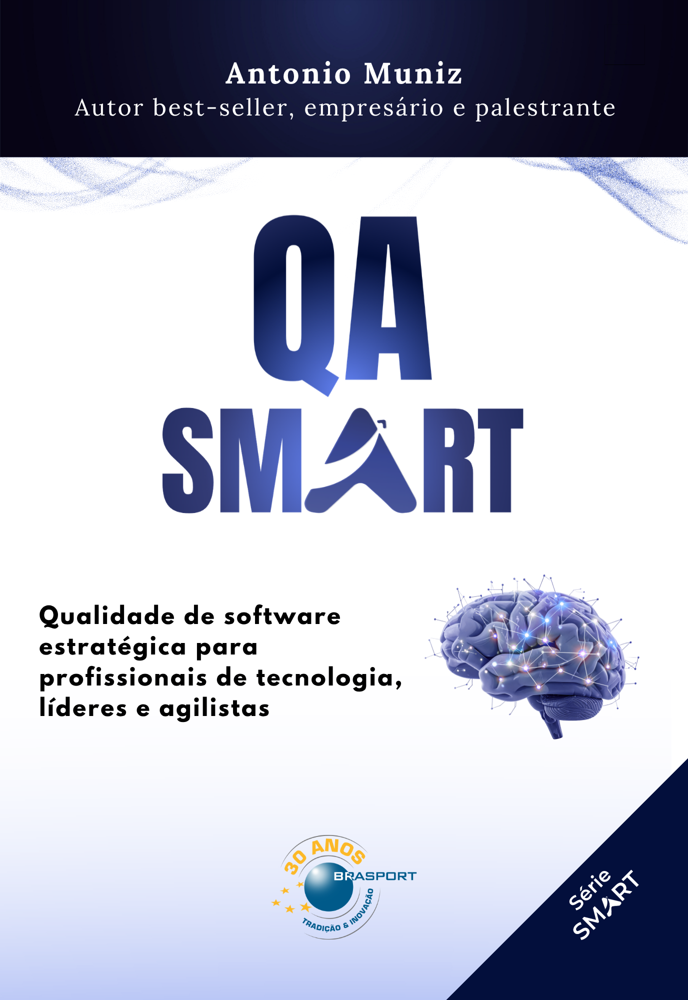 Antonio Muniz
Autor best-seller, empresário e palestrante
QA
SMART
Qualidade de software
estratégica para
profissionais de tecnologia,
líderes e agilistas
30 ANOS
BRASPORT
TRADIÇÃO & INOVAÇÃO
Série
SMART